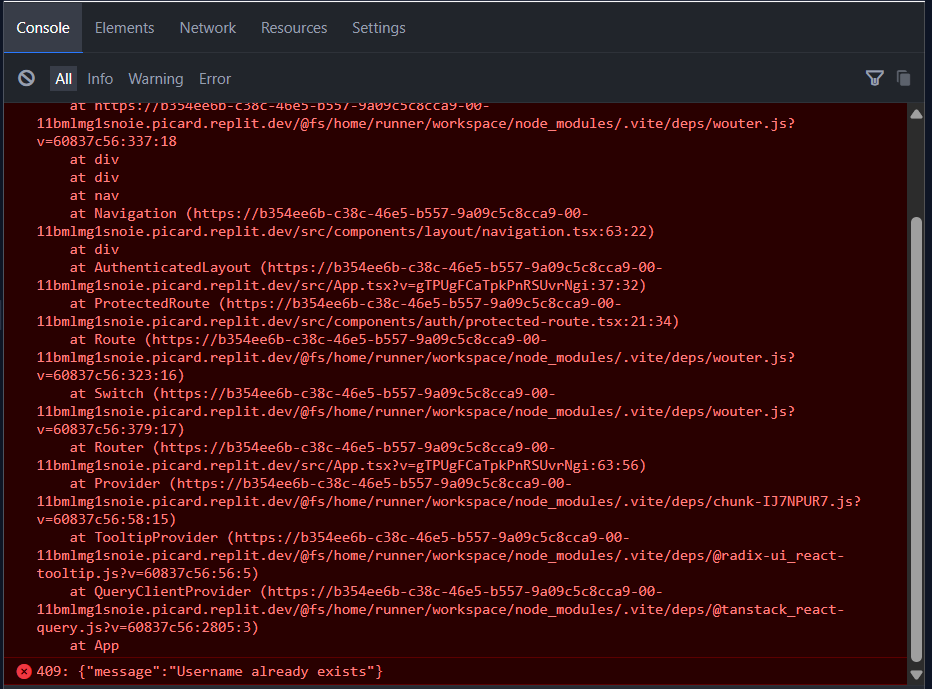 Console Elements Network Resources Settings
All Info Warning Error
at https://b354ee6b-c38c-46e5-b557-9a09c5c8cca9-00-
11bmlmg1snoie.picard.replit.dev/@fs/home/runner/workspace/node_modules/.vite/deps/wouter.js?
v=60837c56:337:18
at div
at div
at nav
at Navigation (https://b354ee6b-c38c-46e5-b557-9a09c5c8cca9-00-
11bmlmg1snoie.picard.replit.dev/src/components/layout/navigation.tsx:63:22)
at div
at AuthenticatedLayout (https://b354ee6b-c38c-46e5-b557-9a09c5c8cca9-00-
11bmlmg1snoie.picard.replit.dev/src/App.tsx?v=gTPUgFCaTpkPnRSUvrNgi:37:32)
at ProtectedRoute (https://b354ee6b-c38c-46e5-b557-9a09c5c8cca9-00-
11bmlmg1snoie.picard.replit.dev/src/components/auth/protected-route.tsx:21:34)
at Route (https://b354ee6b-c38c-46e5-b557-9a09c5c8cca9-00-
11bmlmg1snoie.picard.replit.dev/@fs/home/runner/workspace/node_modules/.vite/deps/wouter.js?
v=60837c56:323:16)
at Switch (https://b354ee6b-c38c-46e5-b557-9a09c5c8cca9-00-
11bmlmg1snoie.picard.replit.dev/@fs/home/runner/workspace/node_modules/.vite/deps/wouter.js?
v=60837c56:379:17)
at Router (https://b354ee6b-c38c-46e5-b557-9a09c5c8cca9-00-
11bmlmg1snoie.picard.replit.dev/src/App.tsx?v=gTPUgFCaTpkPnRSUvrNgi:63:56)
at Provider (https://b354ee6b-c38c-46e5-b557-9a09c5c8cca9-00-
11bmlmg1snoie.picard.replit.dev/@fs/home/runner/workspace/node_modules/.vite/deps/chunk-IJ7NPUR7.js?
v=60837c56:58:15)
at TooltipProvider (https://b354ee6b-c38c-46e5-b557-9a09c5c8cca9-00-
11bmlmg1snoie.picard.replit.dev/@fs/home/runner/workspace/node_modules/.vite/deps/@radix-ui_react-
tooltip.js?v=60837c56:56:5)
at QueryClientProvider (https://b354ee6b-c38c-46e5-b557-9a09c5c8cca9-00-
11bmlmg1snoie.picard.replit.dev/@fs/home/runner/workspace/node_modules/.vite/deps/@tanstack_react-
query.js?v=60837c56:2805:3)
at App
409: {"message":"Username already exists"}